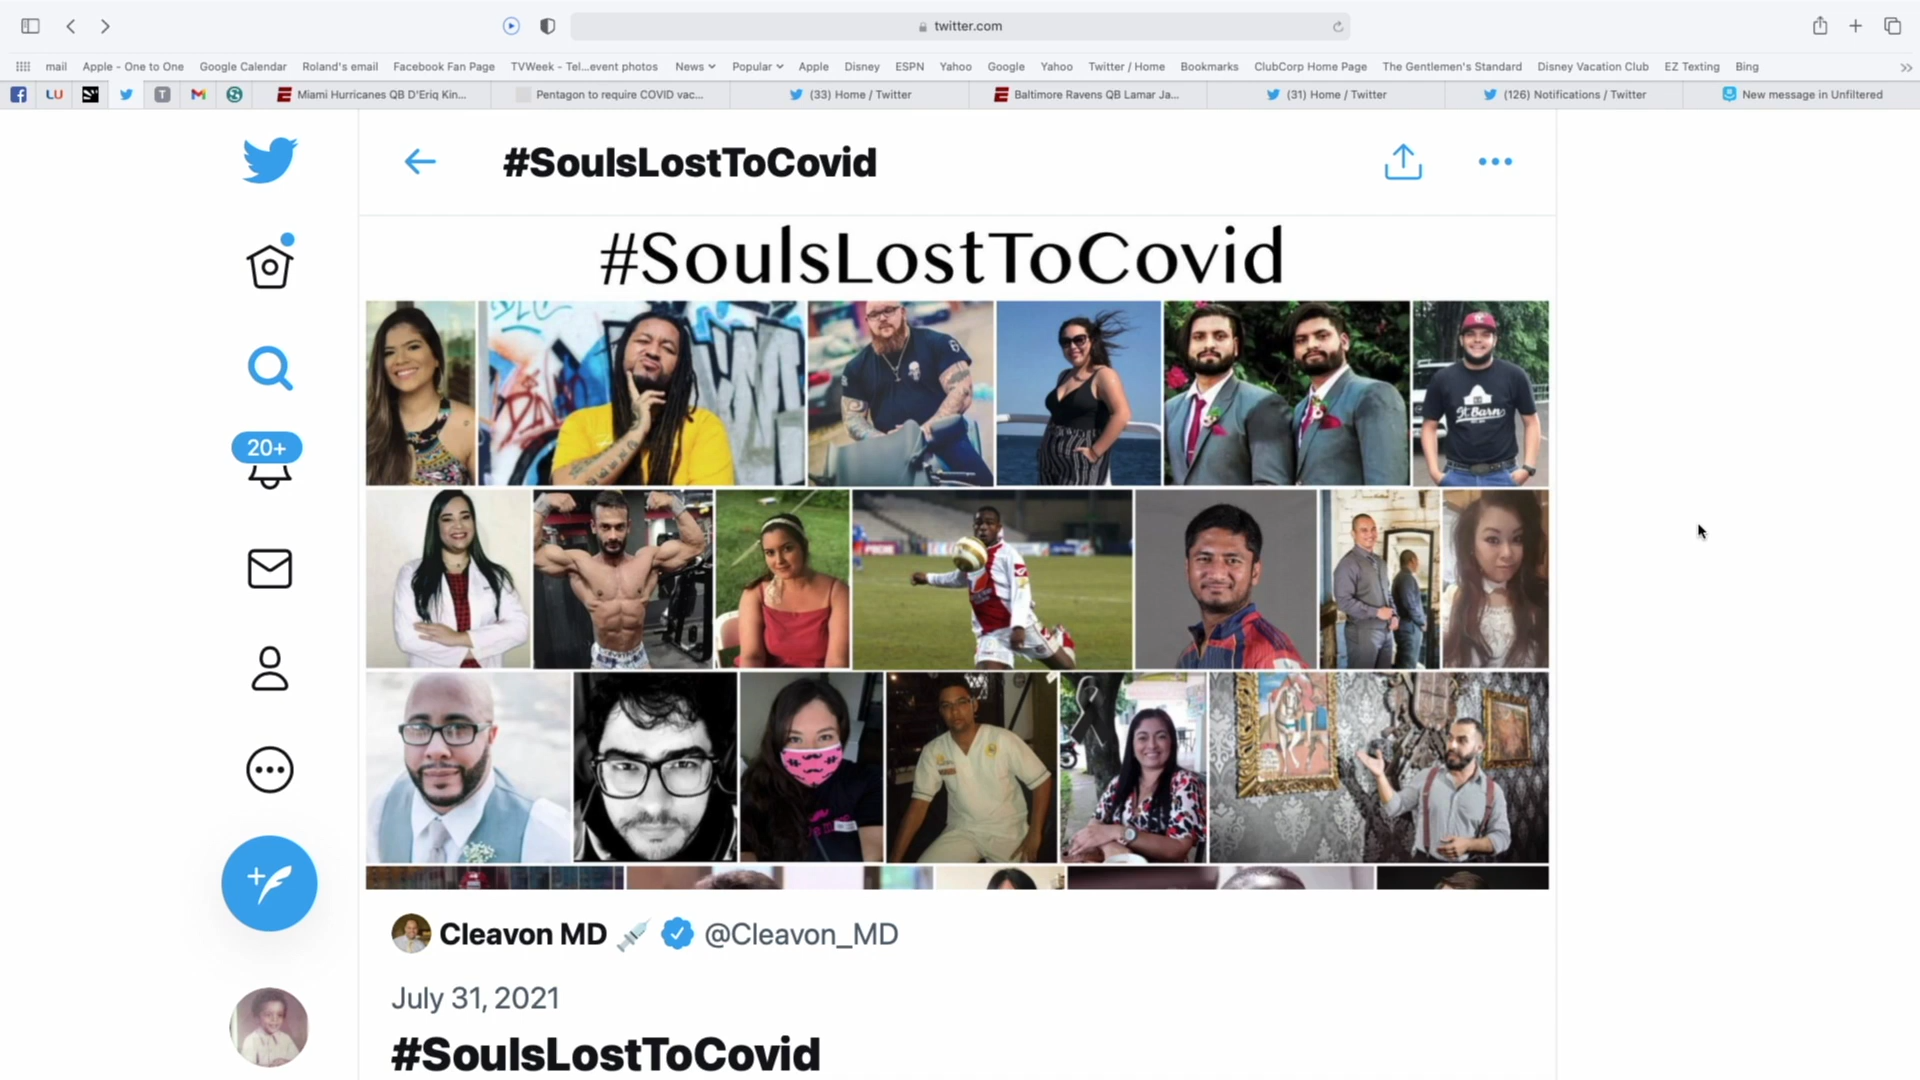 twitter.com
mail Apple - One to One Google Calendar Roland's email Facebook Fan Page TVWeek - Tel...event photos News Popular Apple Disney ESPN Yahoo Google Yahoo Twitter / Home Bookmarks ClubCorp Home Page The Gentlemen's Standard Disney Vacation Club EZ Texting Bing
LU T Miami Hurricanes QB D'Eriq Kin... Pentagon to require COVID vac... (33) Home / Twitter Baltimore Ravens QB Lamar Ja... (31) Home / Twitter (126) Notifications / Twitter New message in Unfiltered
#SoulsLostToCovid
#SoulsLostToCovid
20+
St. Barn
Cleavon MD @Cleavon_MD
July 31, 2021
#SoulsLostToCovid